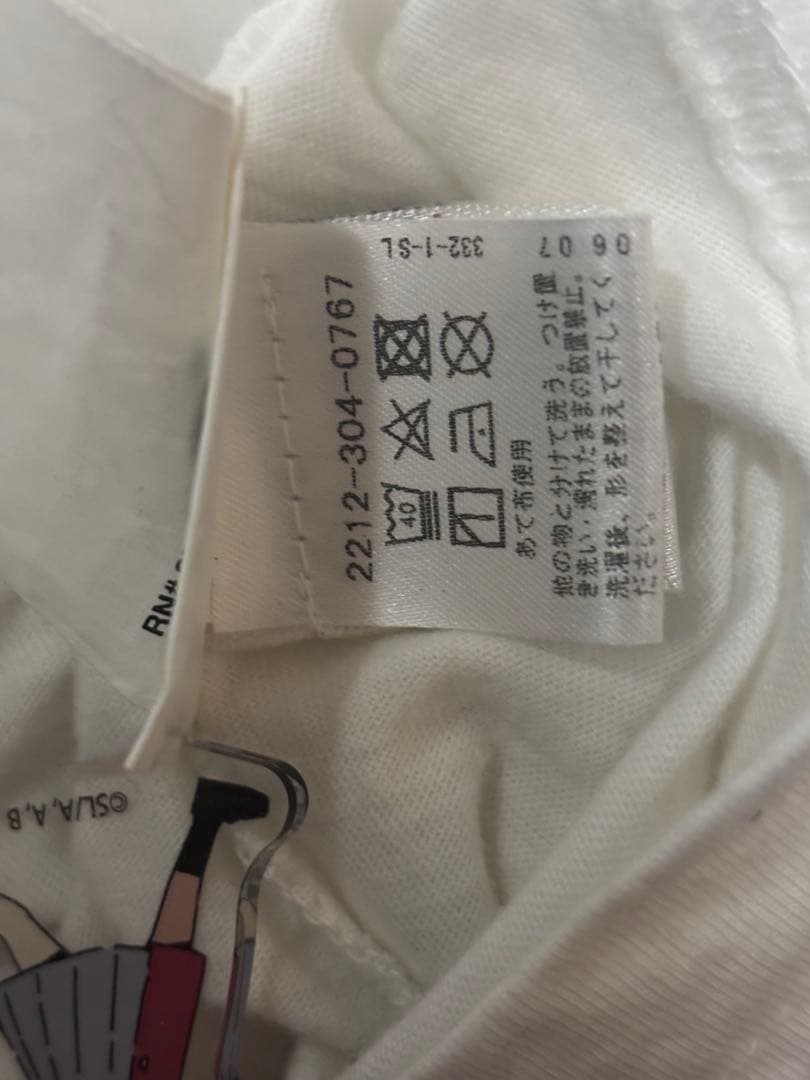 2212-304-0767
40
あて布使用
他の物と分けて洗う。つけ置
き洗い・濡れたままの放置禁止。
洗濯後、形を整えて干してく
ださい。
06 07
332-1-SL
RN#
©SL/A,A,B